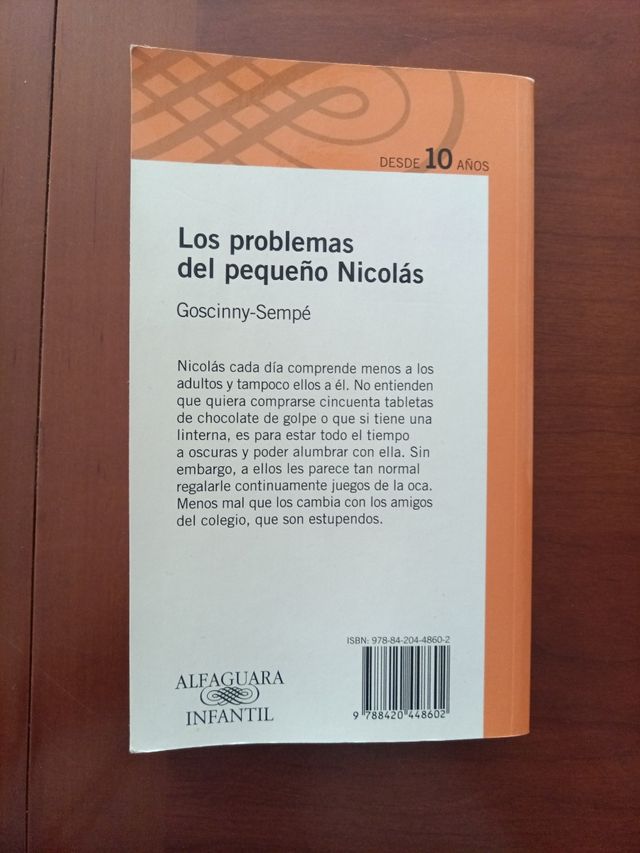 DESDE 10 AÑOS
Los problemas
del pequeño Nicolás
Goscinny-Sempé
Nicolás cada día comprende menos a los
adultos y tampoco ellos a él. No entienden
que quiera comprarse cincuenta tabletas
de chocolate de golpe o que si tiene una
linterna, es para estar todo el tiempo
a oscuras y poder alumbrar con ella. Sin
embargo, a ellos les parece tan normal
regalarle continuamente juegos de la oca.
Menos mal que los cambia con los amigos
del colegio, que son estupendos.
ISBN: 978-84-204-4860-2
ALFAGUARA
INFANTIL
9 788420 448602